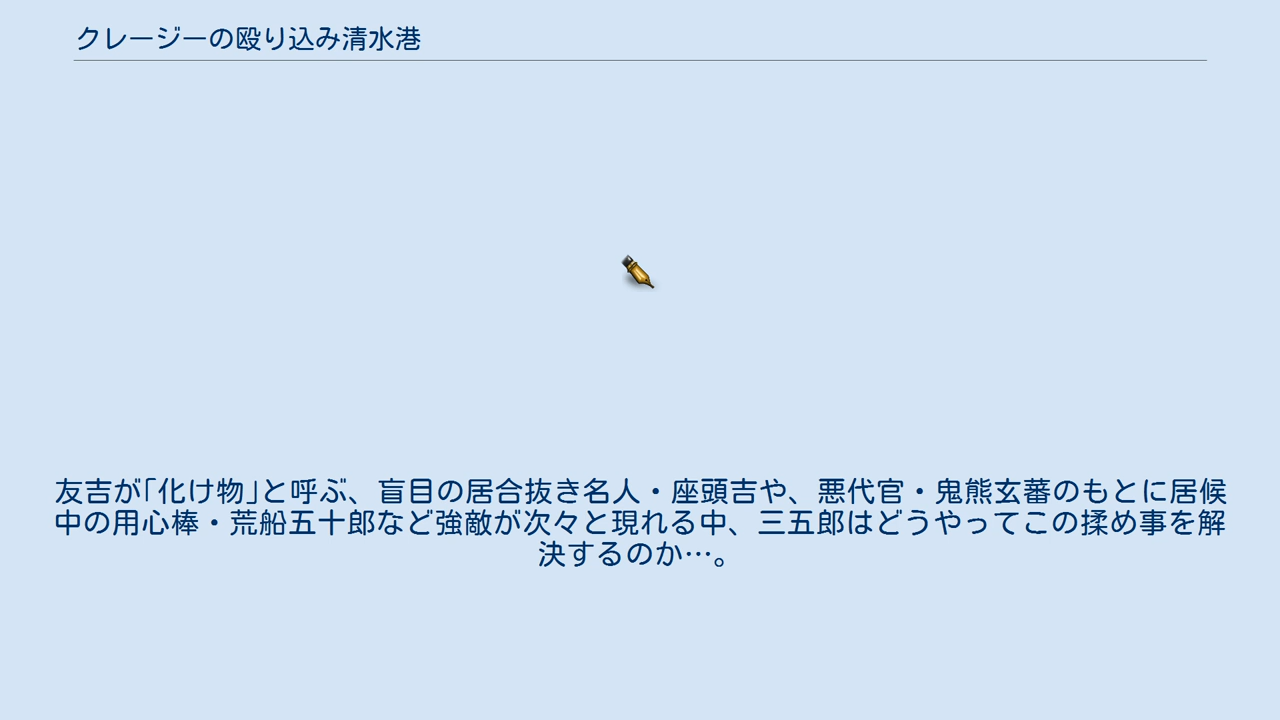 クレージーの殴り込み清水港
友吉が｢化け物｣と呼ぶ、盲目の居合抜き名人・座頭吉や、悪代官・鬼熊玄蕃のもとに居候
中の用心棒・荒船五十郎など強敵が次々と現れる中、三五郎はどうやってこの揉め事を解
決するのか…。